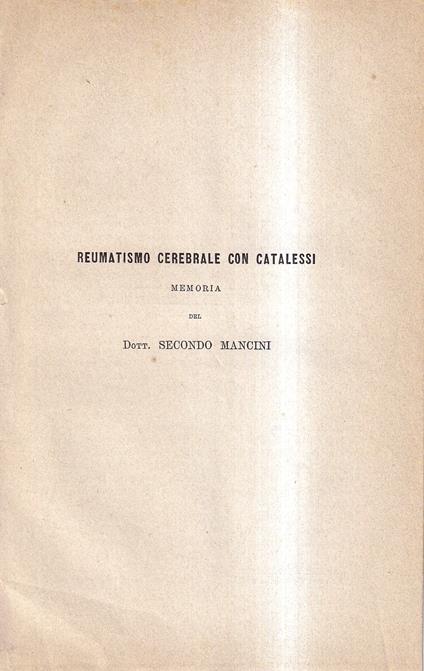 REUMATISMO CEREBRALE CON CATALESSI
MEMORIA
DEL
DOTT. SECONDO MANCINI